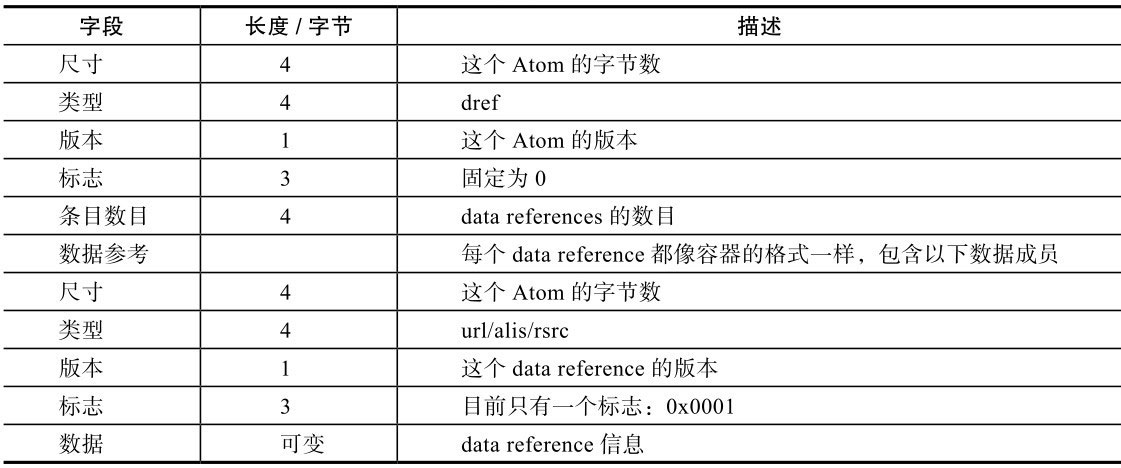 字段 长度 / 字节 描述
尺寸 4 这个 Atom 的字节数
类型 4 dref
版本 1 这个 Atom 的版本
标志 3 固定为 0
条目数目 4 data references 的数目
数据参考 每个 data reference 都像容器的格式一样，包含以下数据成员
尺寸 4 这个 Atom 的字节数
类型 4 url/alis/rsrc
版本 1 这个 data reference 的版本
标志 3 目前只有一个标志：0x0001
数据 可变 data reference 信息